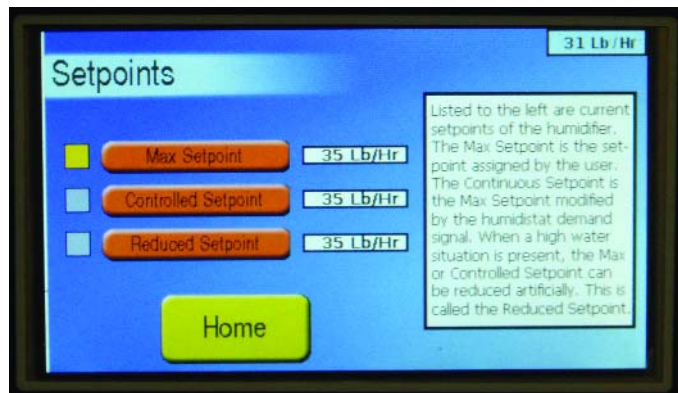 31 Lb/Hr
Setpoints
Max Setpoint 35 Lb/Hr
Controlled Setpoint 35 Lb/Hr
Reduced Setpoint 35 Lb/Hr
Home
Listed to the left are current
setpoints of the humidifier.
The Max Setpoint is the set-
point assigned by the user.
The Continuous Setpoint is
the Max Setpoint modified
by the humidistat demand
signal. When a high water
situation is present, the Max
or Controlled Setpoint can
be reduced artificially. This is
called the Reduced Setpoint.